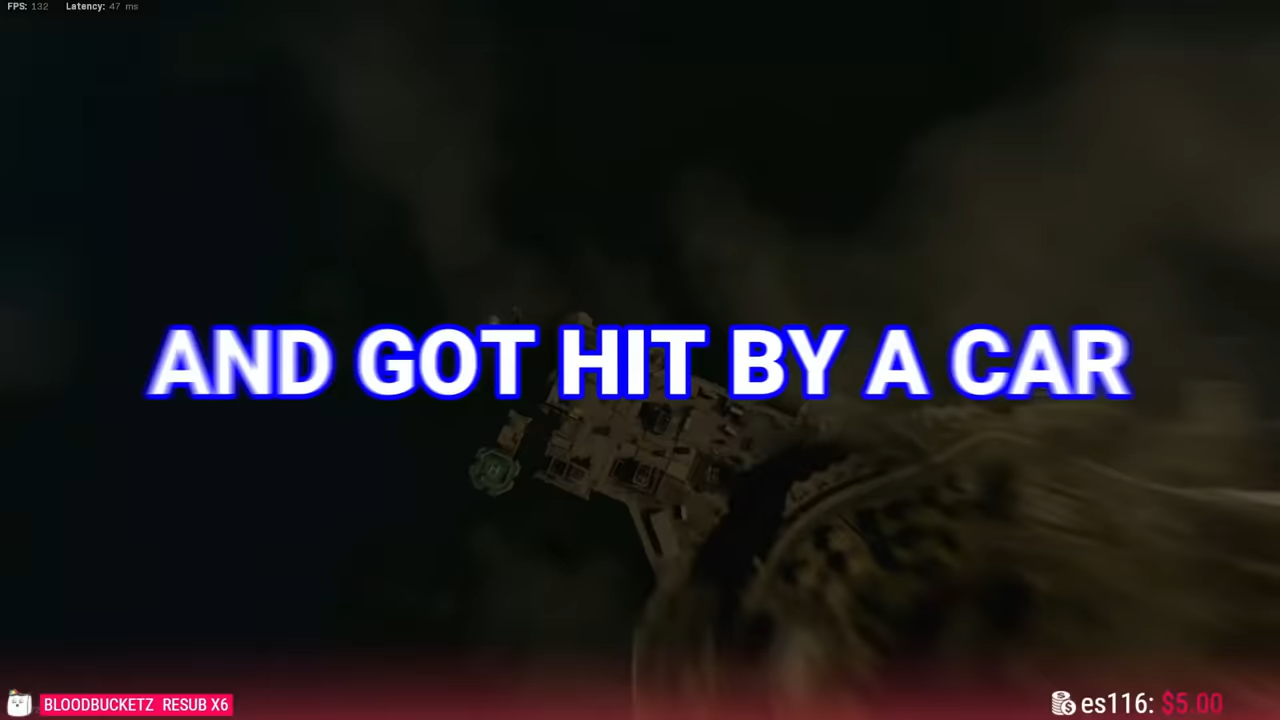 FPS: 132 Latency: 47 ms
AND GOT HIT BY A CAR
H
BLOODBUCKETZ RESUB X6
es116: $5.00